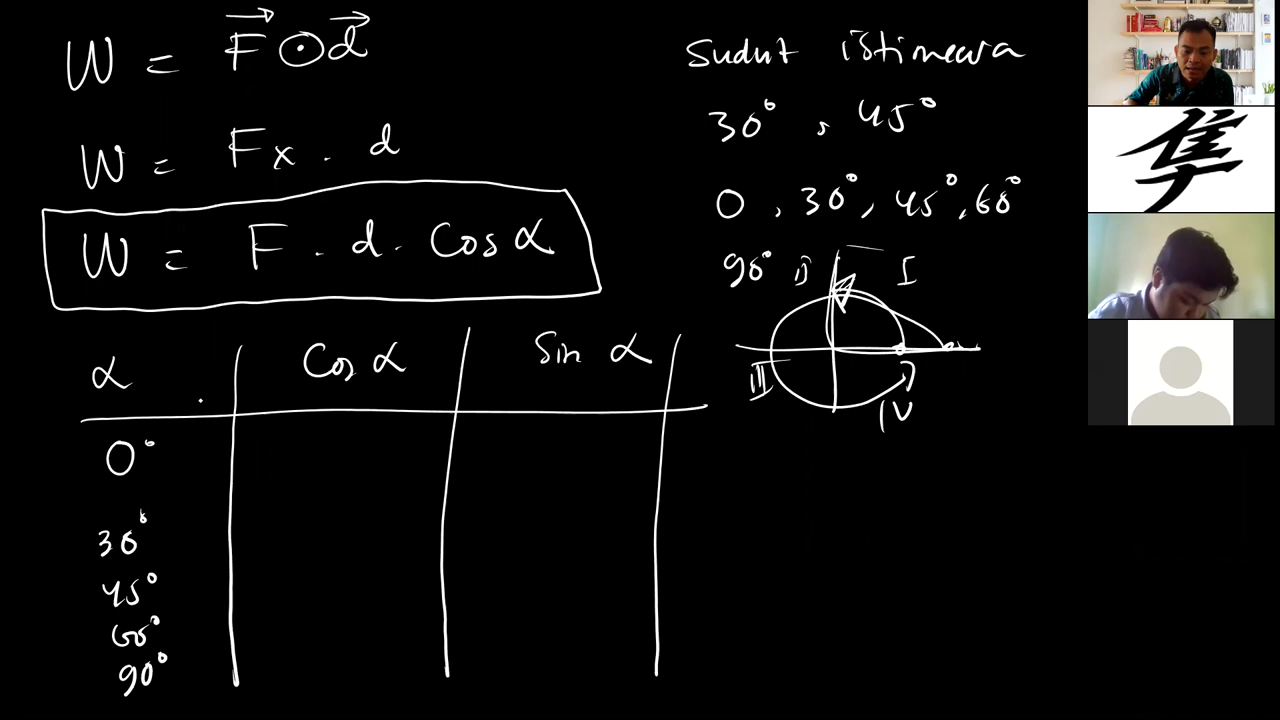 W = F⃗ ⊙ d⃗
W = Fx . d
W = F . d . Cos α
α Cos α Sin α
0°
30°
45°
60°
90°
Sudut istimewa
30° , 45°
0 , 30° , 45° , 60°
90° II I
III
IV
隼